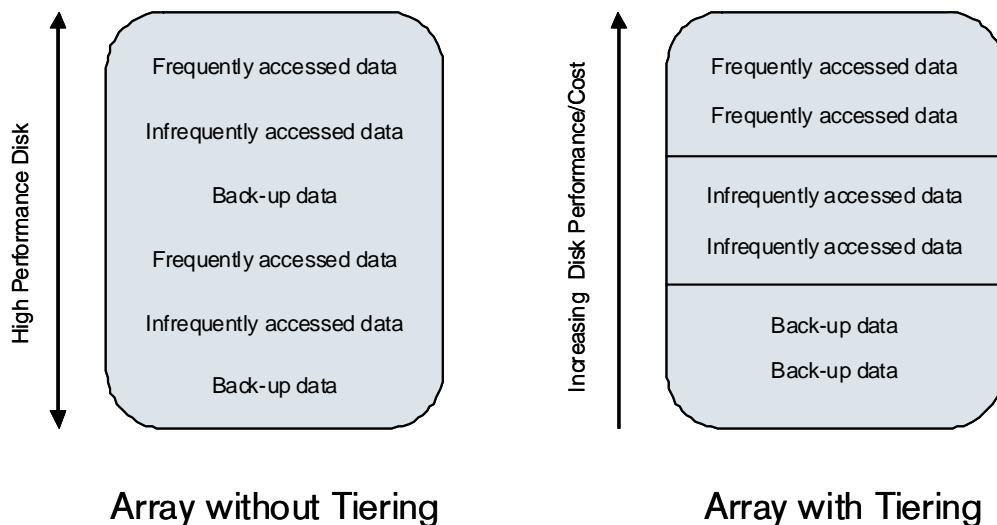 High Performance Disk
Frequently accessed data
Infrequently accessed data
Back-up data
Frequently accessed data
Infrequently accessed data
Back-up data
Array without Tiering
Increasing Disk Performance/Cost
Frequently accessed data
Frequently accessed data
Infrequently accessed data
Infrequently accessed data
Back-up data
Back-up data
Array with Tiering